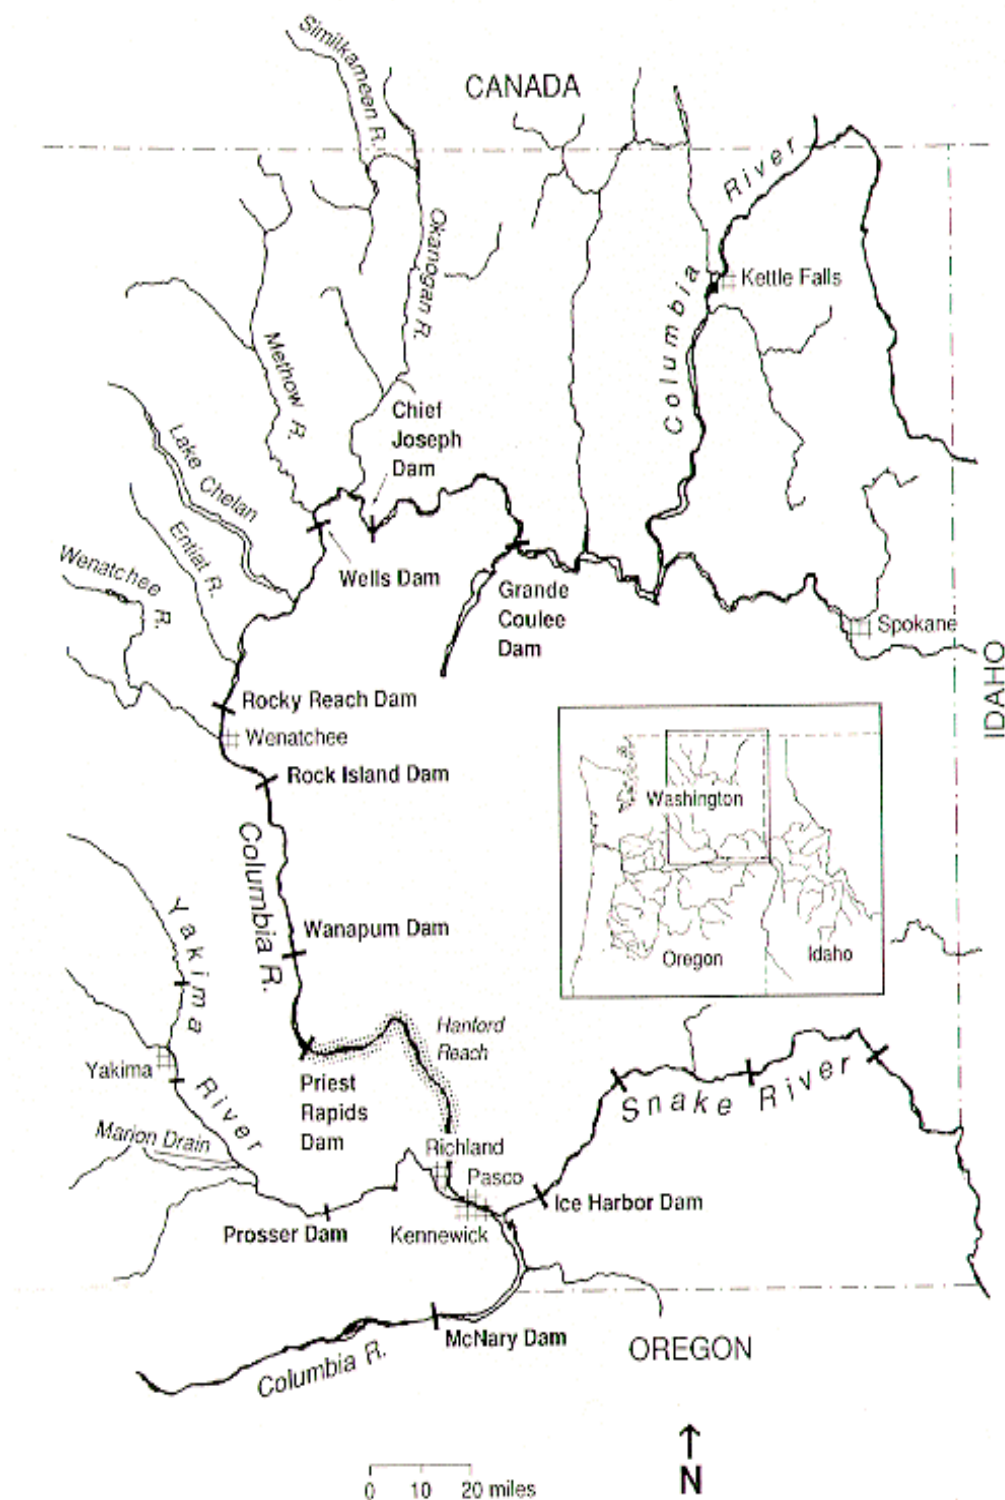 Similkameen R.
CANADA
River
Okanogan R.
Columbia
Kettle Falls
Methow R.
Chief
Joseph
Dam
Lake Chelan
Entiat R.
Wenatchee R.
Wells Dam
Grande
Coulee
Dam
Spokane
IDAHO
Rocky Reach Dam
Wenatchee
Rock Island Dam
Washington
Oregon
Idaho
Columbia R.
Wanapum Dam
Yakima
River
Hanford
Reach
Yakima
Priest
Rapids
Dam
Snake River
Marion Drain
Richland
Pasco
Ice Harbor Dam
Prosser Dam
Kennewick
McNary Dam
OREGON
Columbia R.
N
0 10 20 miles